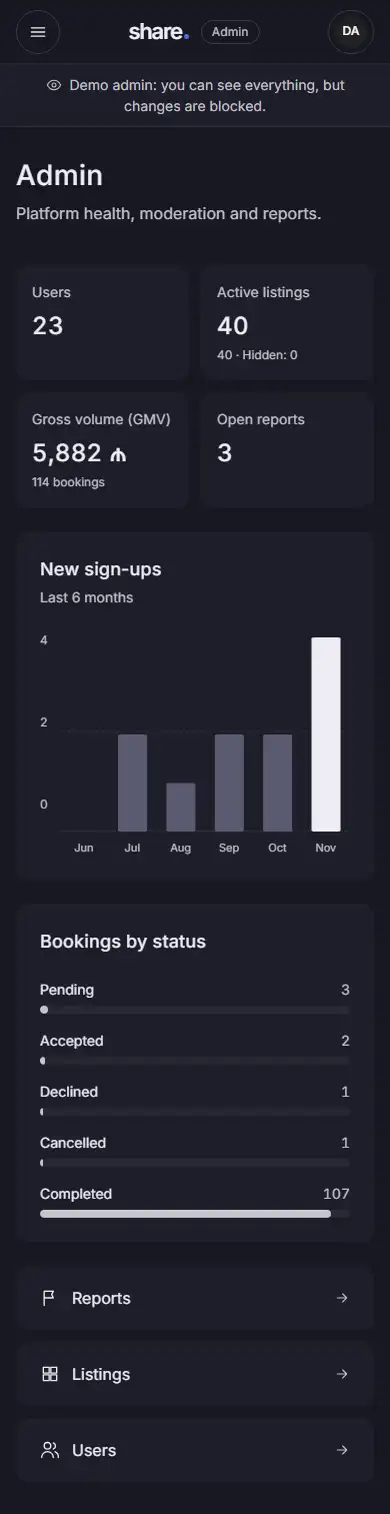 share. Admin DA
Demo admin: you can see everything, but
changes are blocked.
Admin
Platform health, moderation and reports.
Users
23
Active listings
40
40 · Hidden: 0
Gross volume (GMV)
5,882 ₼
114 bookings
Open reports
3
New sign-ups
Last 6 months
4
2
0
Jun Jul Aug Sep Oct Nov
Bookings by status
Pending 3
Accepted 2
Declined 1
Cancelled 1
Completed 107
Reports
Listings
Users